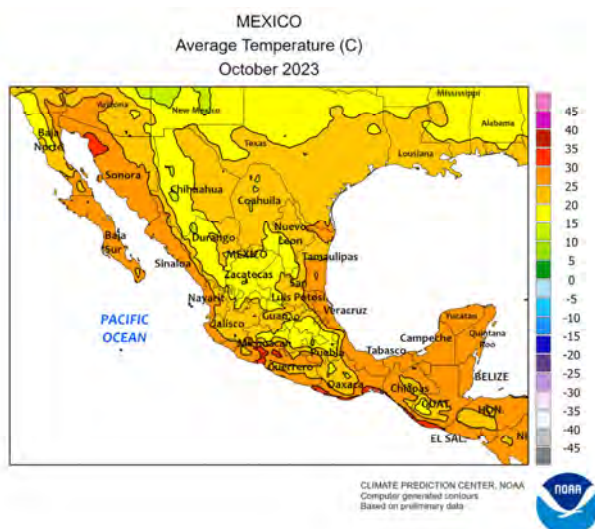 MEXICO
Average Temperature (C)
October 2023
Mississippi
Arizona
New Mexico
Alabama
Baja
Norte
Texas
Louisiana
Sonora
Chihuahua
Coahuila
Baja
Sur
Nuevo
Leon
Durango
MEXICO
Tamaulipas
Sinaloa
Zacatecas
San
Luis Potosi
Nayarit
Veracruz
PACIFIC
OCEAN
Jalisco
Guan
Yucatan
Campeche
Quintana
Roo
Michoacan
Puebla
Tabasco
Guerrero
Oaxaca
Chiapas
BELIZE
GUAT.
HON.
EL SAL.
NI
45
40
35
30
25
20
15
10
5
0
-5
-10
-15
-20
-25
-30
-35
-40
-45
CLIMATE PREDICTION CENTER, NOAA
Computer generated contours
Based on preliminary data
NOAA